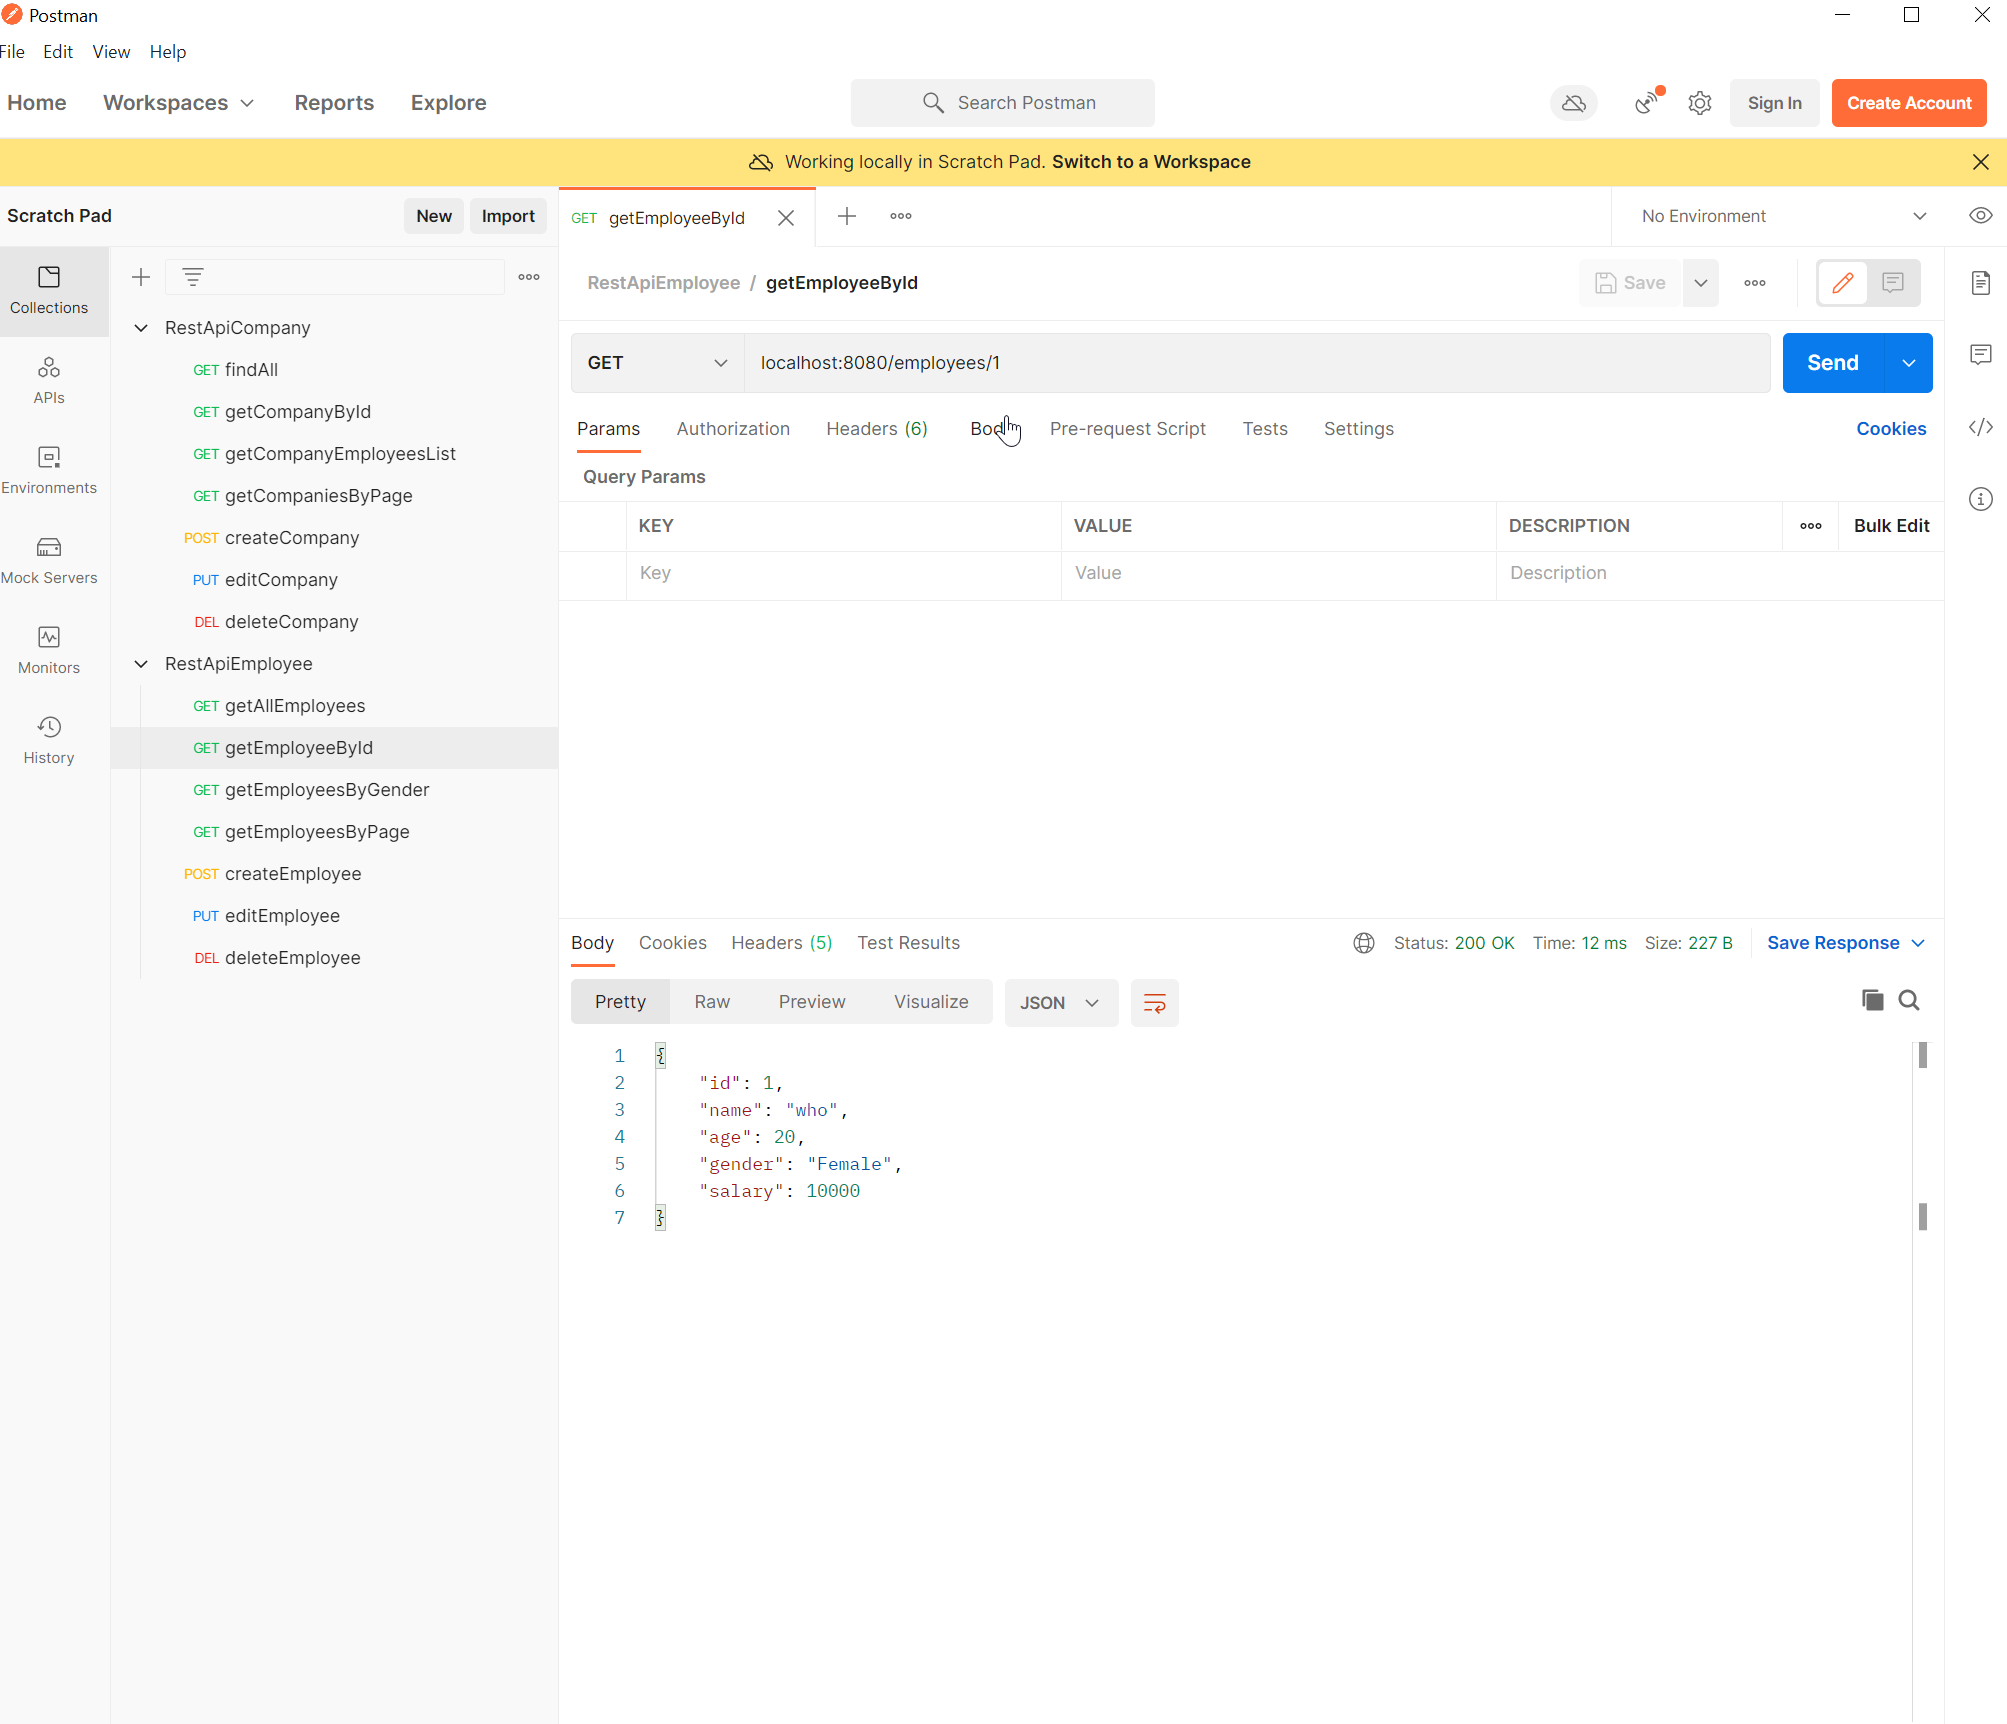 Postman
File Edit View Help
Home Workspaces Reports Explore Search Postman Sign In Create Account
Working locally in Scratch Pad. Switch to a Workspace
Scratch Pad New Import
GET getEmployeeById
No Environment
Collections
APIs
Environments
Mock Servers
Monitors
History
RestApiCompany
GET findAll
GET getCompanyById
GET getCompanyEmployeesList
GET getCompaniesByPage
POST createCompany
PUT editCompany
DEL deleteCompany
RestApiEmployee
GET getAllEmployees
GET getEmployeeById
GET getEmployeesByGender
GET getEmployeesByPage
POST createEmployee
PUT editEmployee
DEL deleteEmployee
RestApiEmployee / getEmployeeById Save
GET localhost:8080/employees/1 Send
Params Authorization Headers (6) Body Pre-request Script Tests Settings Cookies
Query Params
KEY VALUE DESCRIPTION Bulk Edit
Key Value Description
Body Cookies Headers (5) Test Results Status: 200 OK Time: 12 ms Size: 227 B Save Response
Pretty Raw Preview Visualize JSON
1 {
2 "id": 1,
3 "name": "who",
4 "age": 20,
5 "gender": "Female",
6 "salary": 10000
7 }